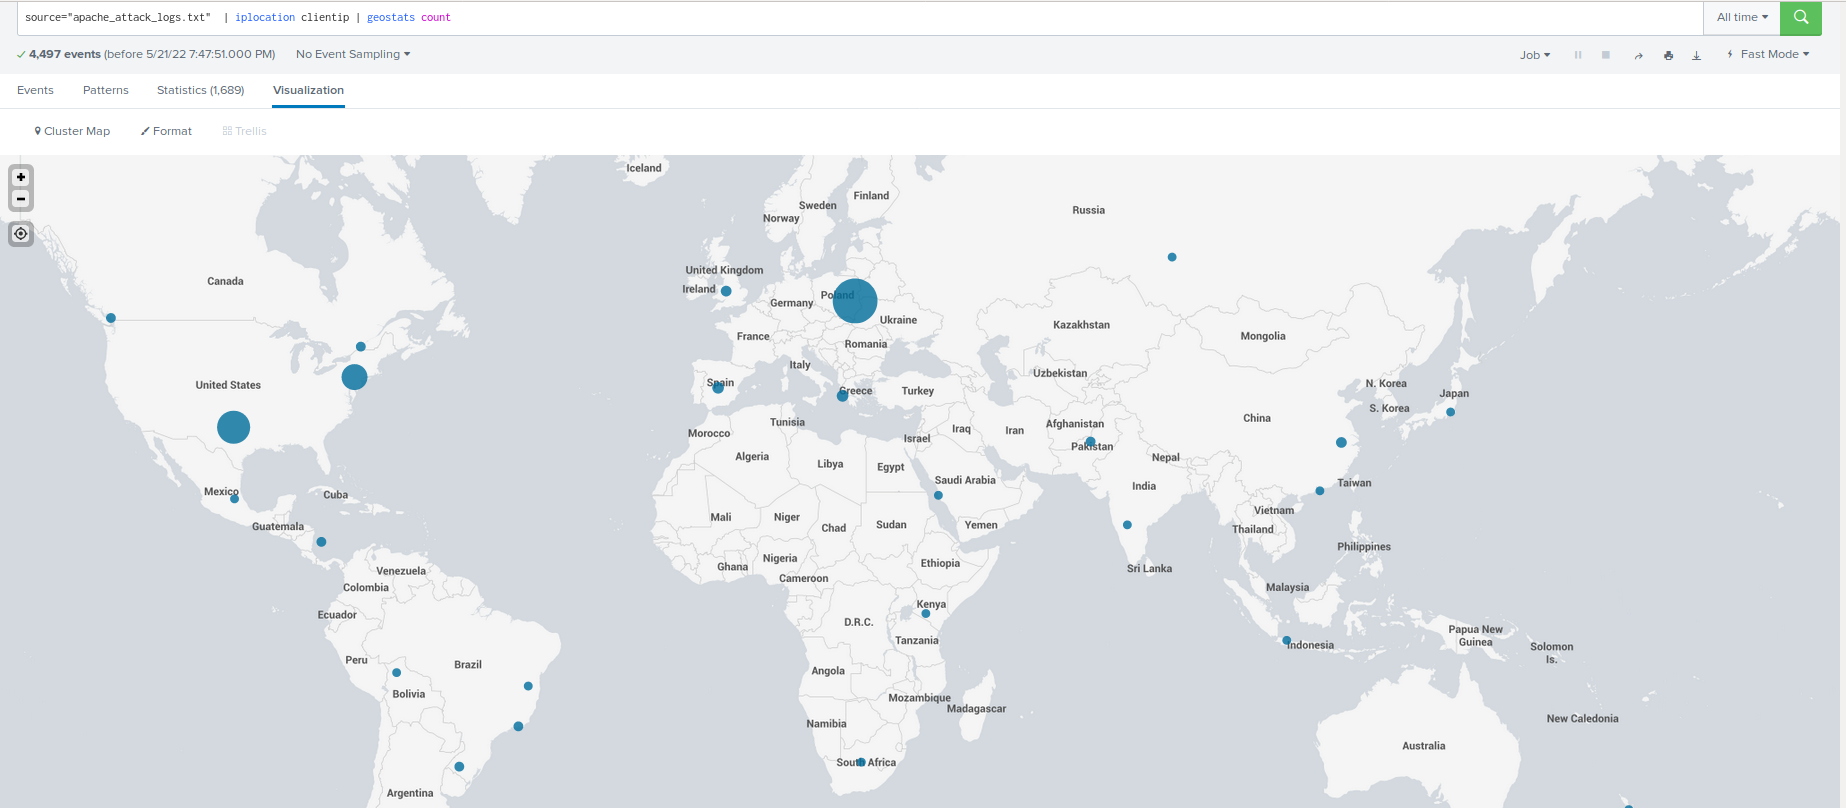 source="apache_attack_logs.txt" | iplocation clientip | geostats count
All time
4,497 events (before 5/21/22 7:47:51.000 PM)
No Event Sampling
Job
Fast Mode
Events
Patterns
Statistics (1,689)
Visualization
Cluster Map
Format
Trellis
+
−
Iceland
Finland
Sweden
Norway
Russia
United Kingdom
Ireland
Canada
Poland
Germany
Ukraine
Kazakhstan
Mongolia
France
Romania
Italy
Uzbekistan
United States
Spain
Greece
Turkey
N. Korea
Japan
S. Korea
China
Tunisia
Afghanistan
Morocco
Israel
Iraq
Iran
Pakistan
Algeria
Libya
Egypt
Nepal
Saudi Arabia
India
Taiwan
Mexico
Cuba
Mali
Niger
Chad
Sudan
Yemen
Vietnam
Thailand
Guatemala
Philippines
Nigeria
Ghana
Ethiopia
Sri Lanka
Venezuela
Cameroon
Colombia
Malaysia
Kenya
Ecuador
D.R.C.
Tanzania
Papua New
Guinea
Indonesia
Solomon
Is.
Peru
Brazil
Angola
Bolivia
Mozambique
Madagascar
Namibia
New Caledonia
Australia
South Africa
Argentina